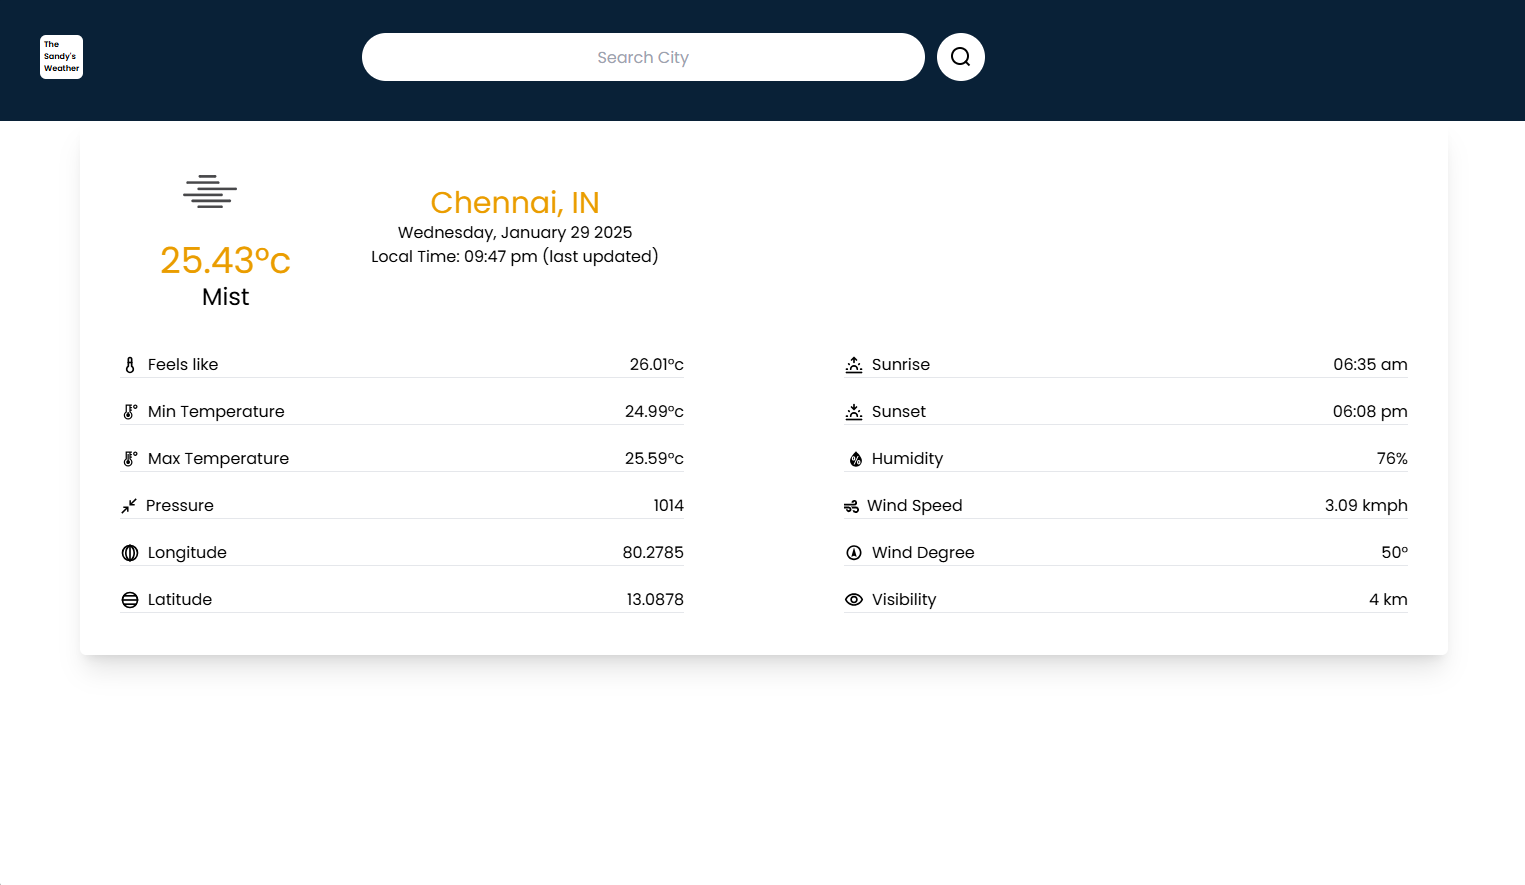 The
Sandy's
Weather
Search City
25.43°c
Mist
Chennai, IN
Wednesday, January 29 2025
Local Time: 09:47 pm (last updated)
Feels like 26.01°c
Min Temperature 24.99°c
Max Temperature 25.59°c
Pressure 1014
Longitude 80.2785
Latitude 13.0878
Sunrise 06:35 am
Sunset 06:08 pm
Humidity 76%
Wind Speed 3.09 kmph
Wind Degree 50°
Visibility 4 km